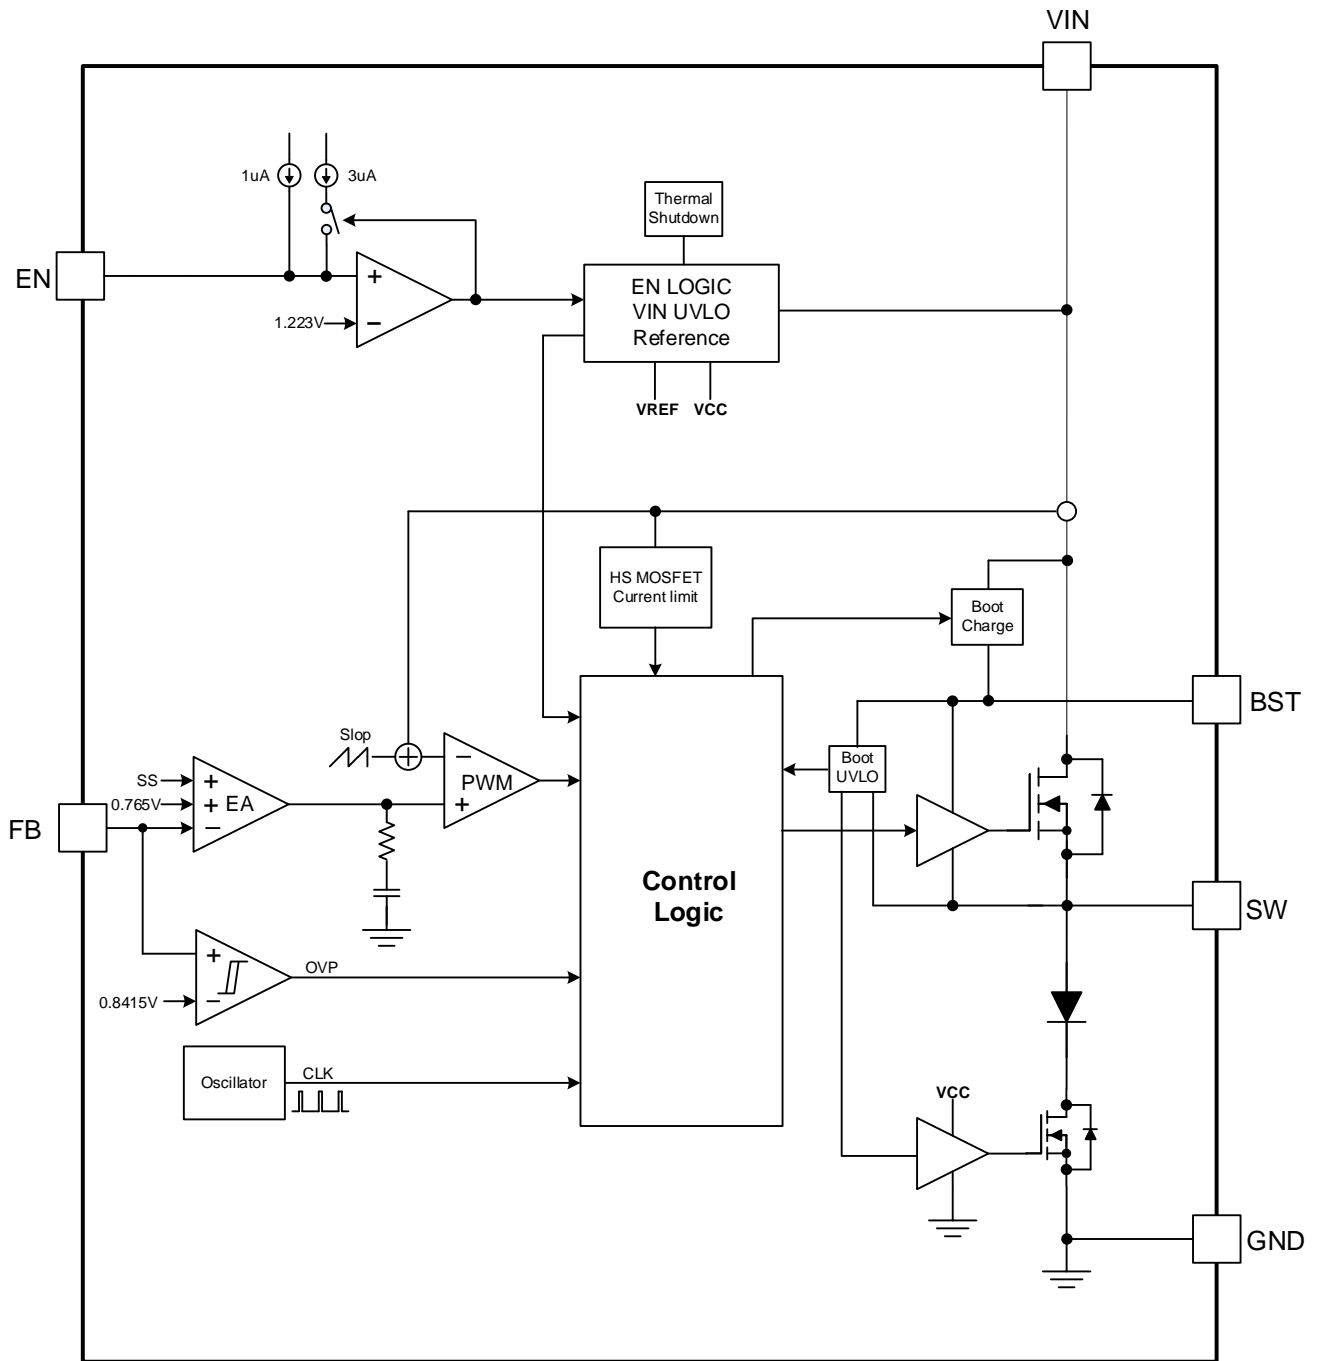 VIN
1uA
3uA
Thermal
Shutdown
EN
+
−
1.223V
EN LOGIC
VIN UVLO
Reference
VREF
VCC
HS MOSFET
Current limit
Boot
Charge
BST
Slop
+
−
PWM
+
Boot
UVLO
SS
0.765V
+
+
EA
−
FB
Control
Logic
SW
+
OVP
0.8415V
−
Oscillator
CLK
VCC
GND